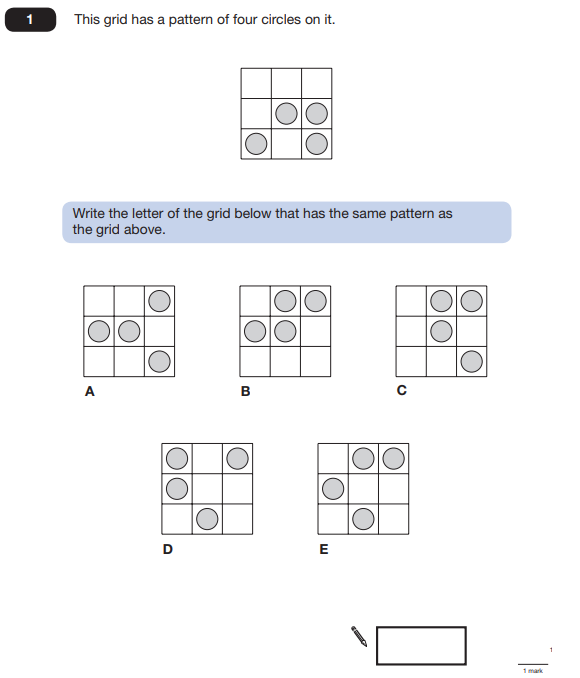 1 This grid has a pattern of four circles on it.
Write the letter of the grid below that has the same pattern as
the grid above.
A B C
D E
1
1 mark